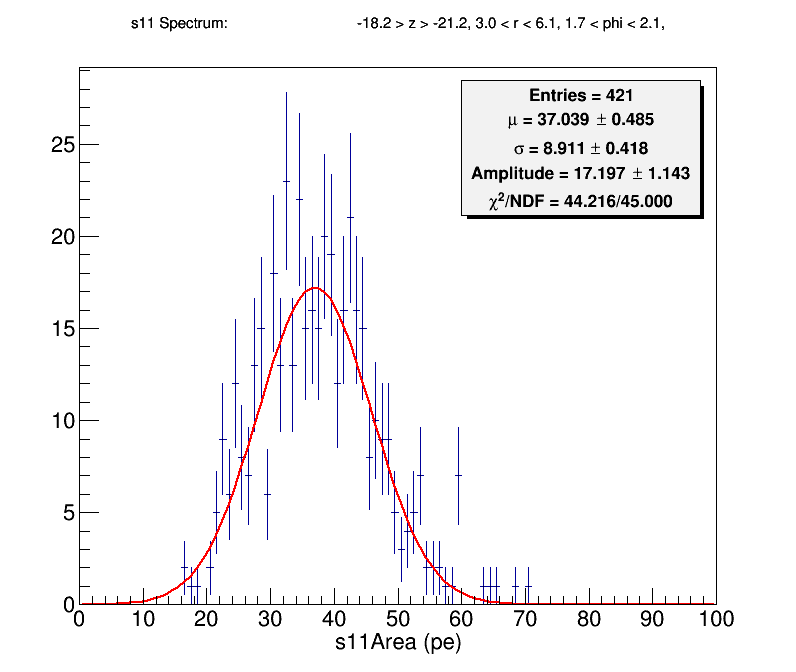 s11 Spectrum: -18.2 > z > -21.2, 3.0 < r < 6.1, 1.7 < phi < 2.1,
Entries = 421
μ = 37.039 ± 0.485
σ = 8.911 ± 0.418
Amplitude = 17.197 ± 1.143
χ²/NDF = 44.216/45.000
25
20
15
10
5
0
0 10 20 30 40 50 60 70 80 90 100
s11Area (pe)